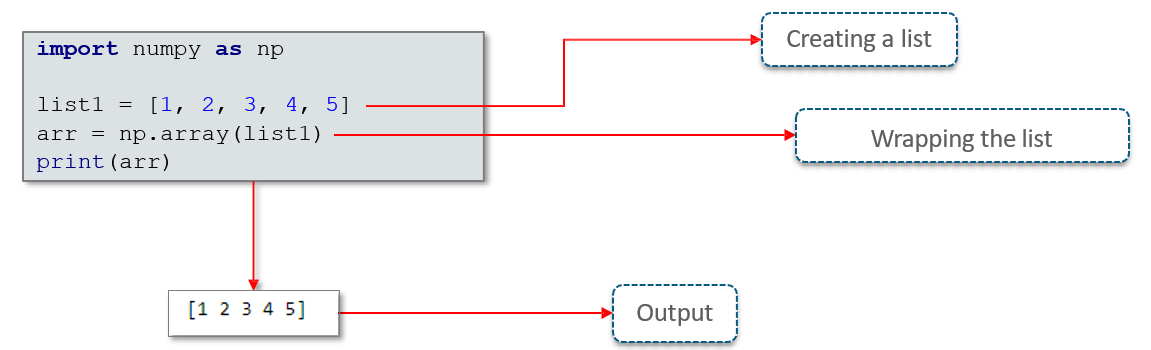 import numpy as np
list1 = [1, 2, 3, 4, 5]
arr = np.array(list1)
print(arr)
Creating a list
Wrapping the list
[1 2 3 4 5]
Output